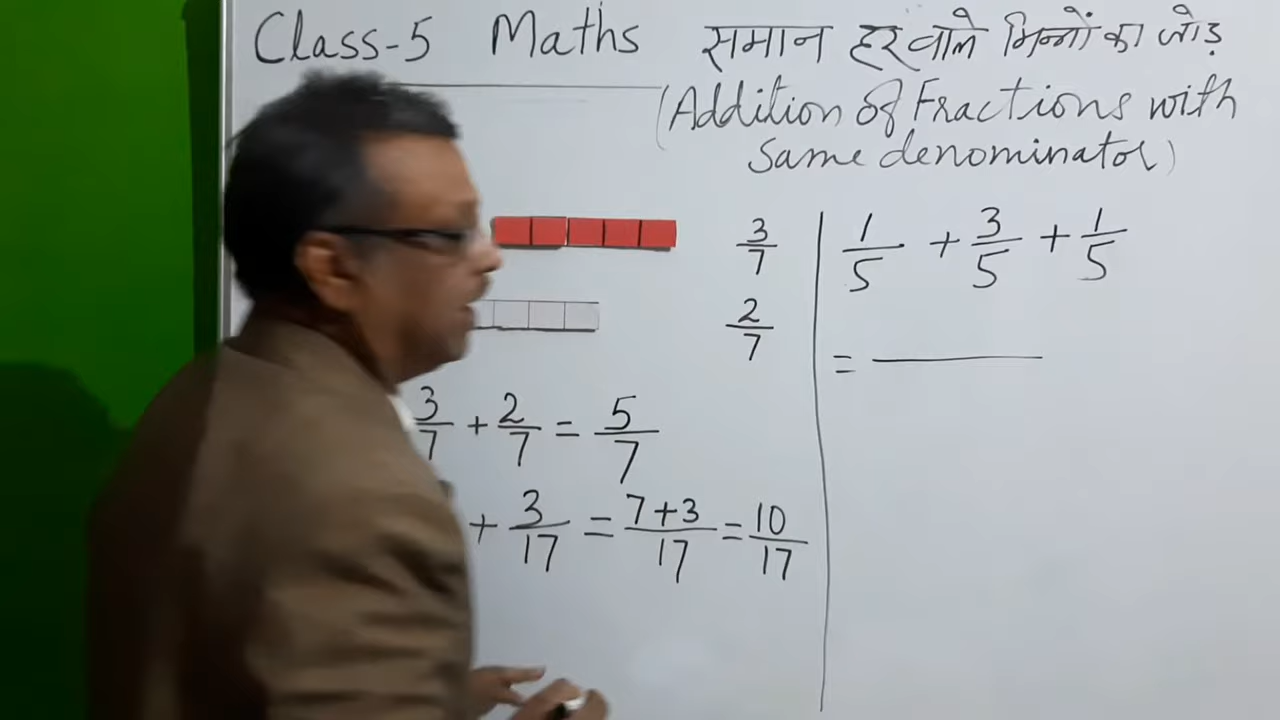 Class-5 Maths समान हर वाले भिन्नों का जोड़
(Addition of Fractions with
same denominator)
3/7
2/7
3/7 + 2/7 = 5/7
+ 3/17 = 7+3/17 = 10/17
1/5 + 3/5 + 1/5
=